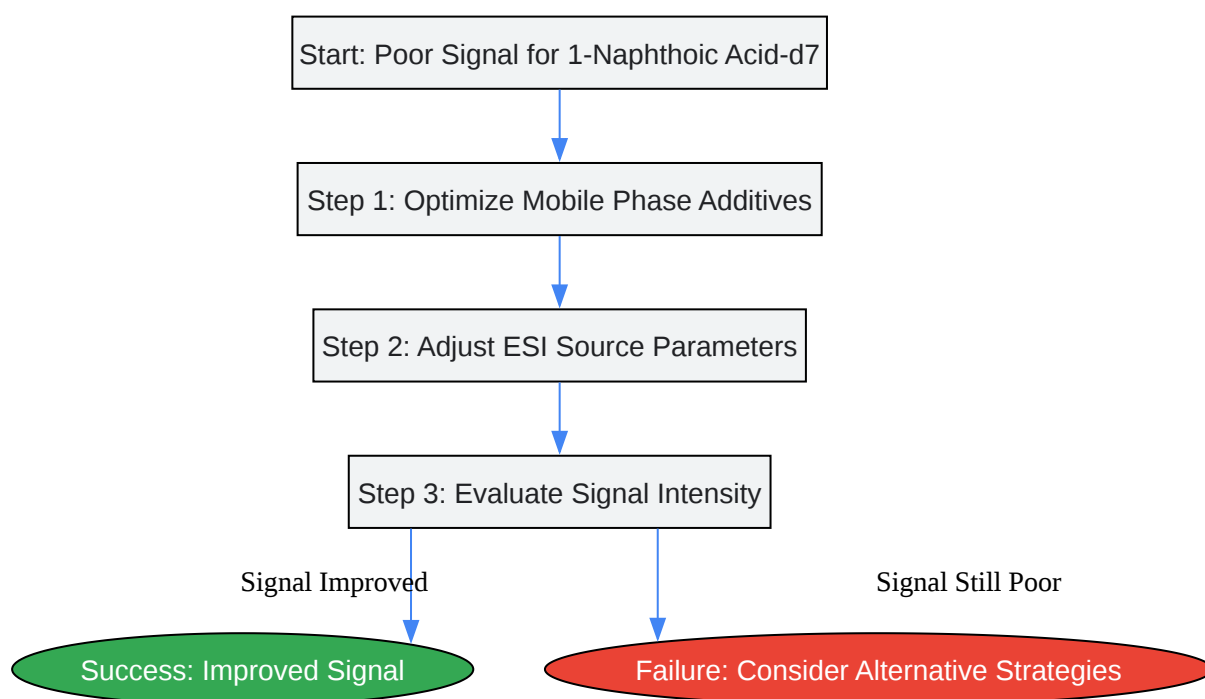 Start: Poor Signal for 1-Naphthoic Acid-d7
Step 1: Optimize Mobile Phase Additives
Step 2: Adjust ESI Source Parameters
Step 3: Evaluate Signal Intensity
Signal Improved
Signal Still Poor
Success: Improved Signal
Failure: Consider Alternative Strategies